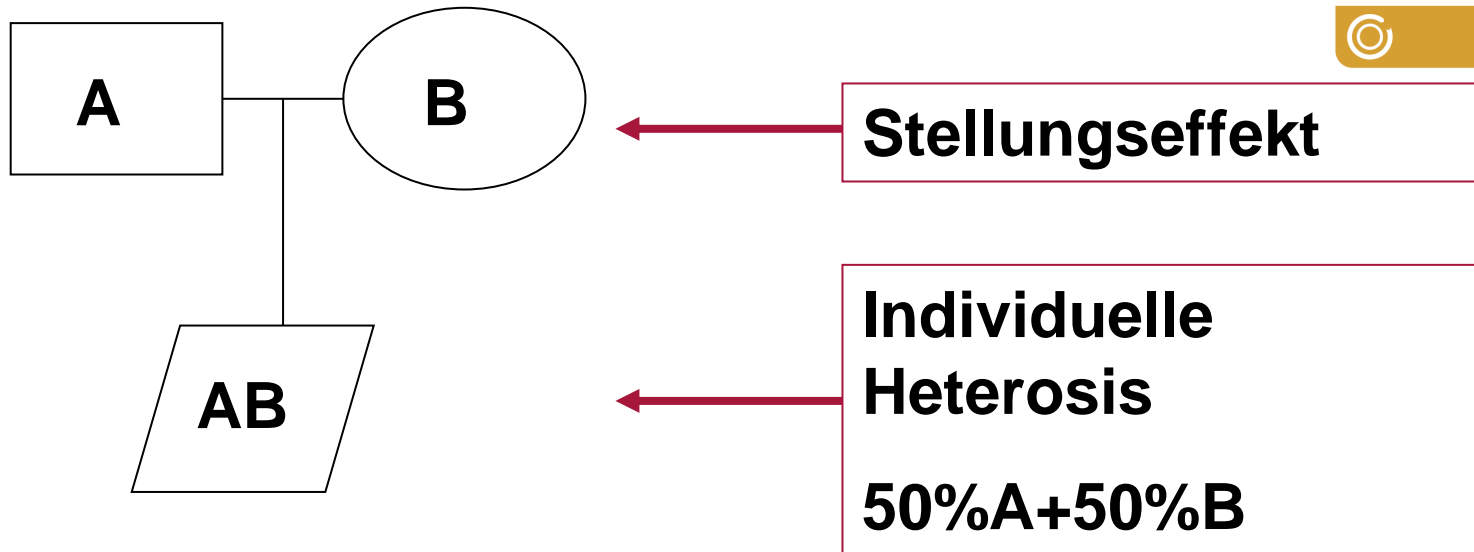 A
B
Stellungseffekt
AB
Individuelle
Heterosis
50%A+50%B